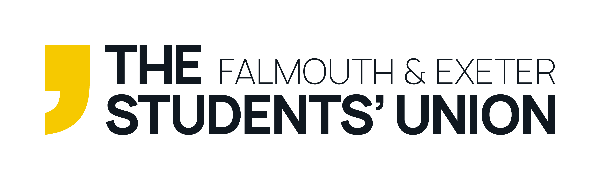 THE FALMOUTH & EXETER
STUDENTS’ UNION